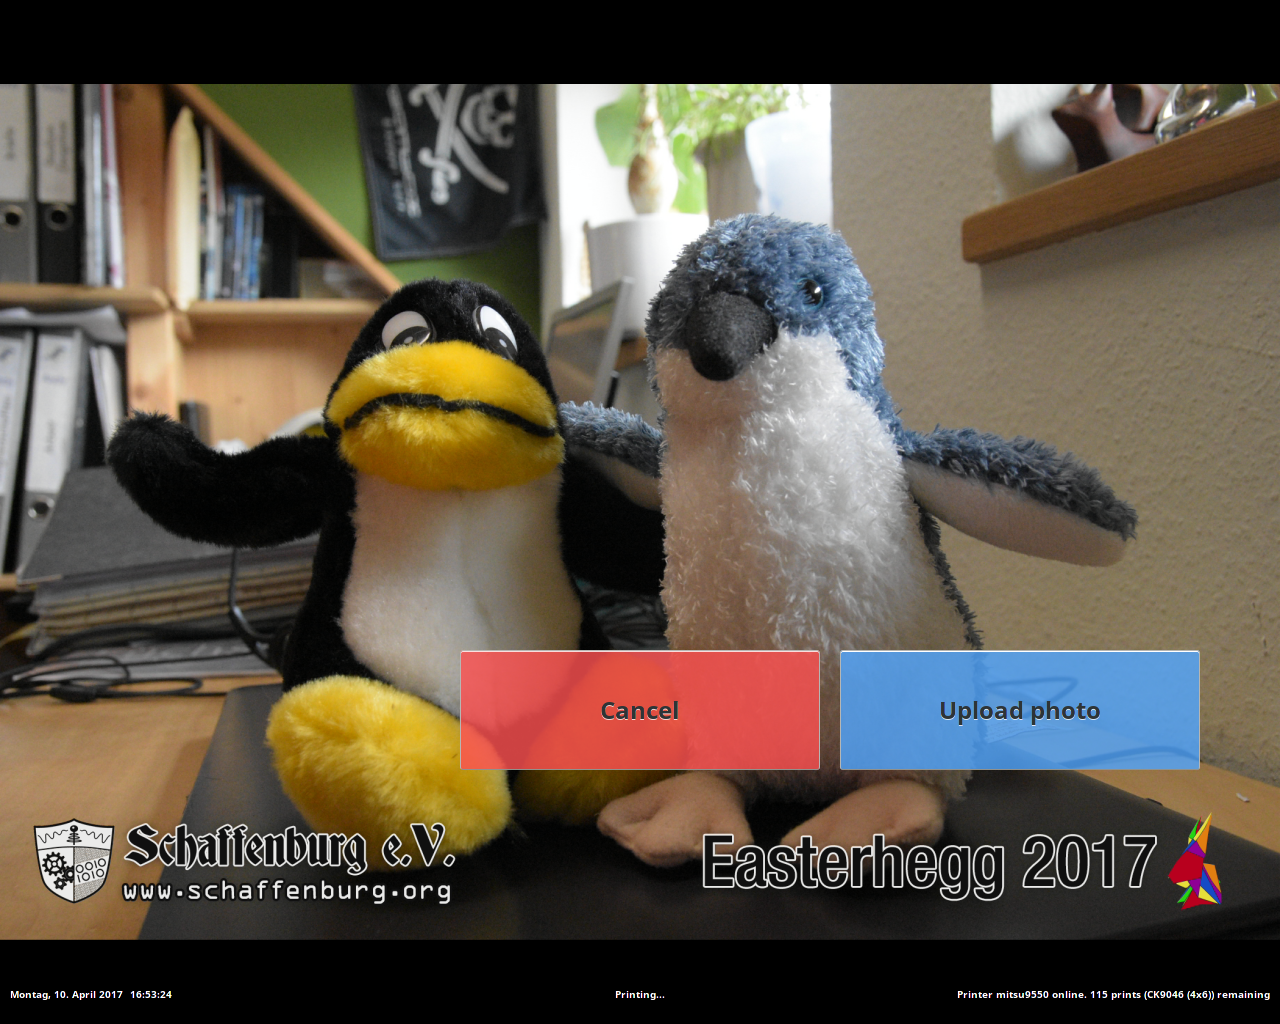 Cancel
Upload photo
Schaffenburg e.V.
www.schaffenburg.org
Easterhegg 2017
Montag, 10. April 2017 16:53:24
Printing...
Printer mitsu9550 online. 115 prints (CK9046 (4x6)) remaining